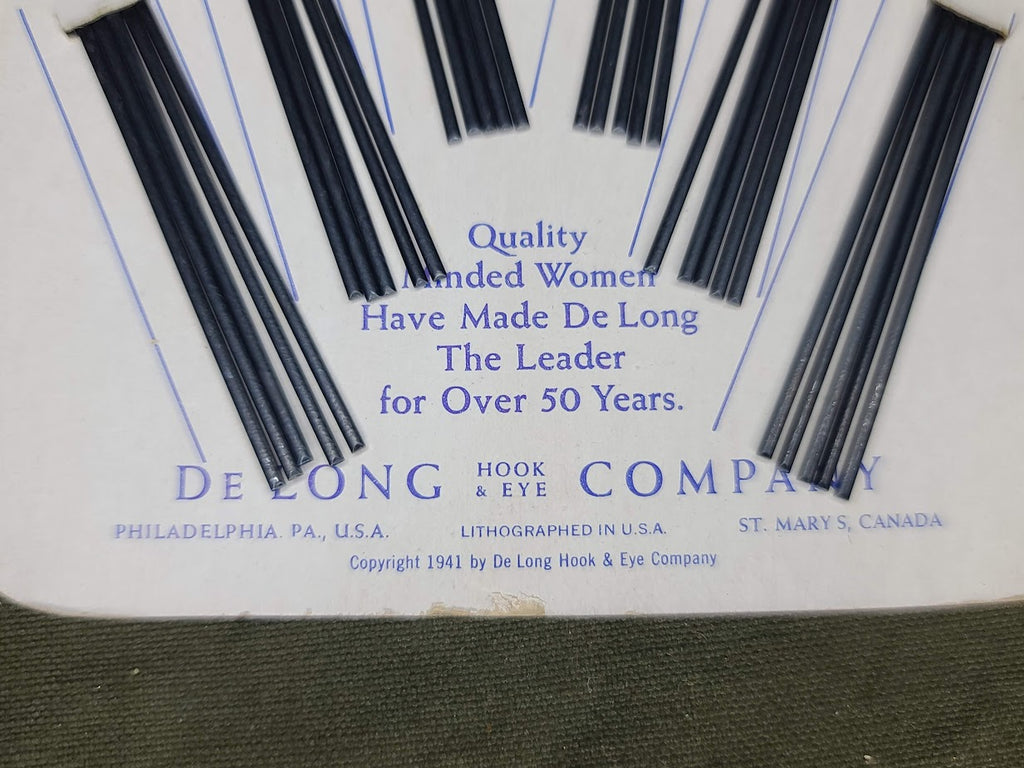 Quality
Minded Women
Have Made De Long
The Leader
for Over 50 Years.
DE LONG HOOK & EYE COMPANY
PHILADELPHIA. PA., U.S.A. LITHOGRAPHED IN U.S.A. ST. MARY'S, CANADA
Copyright 1941 by De Long Hook & Eye Company